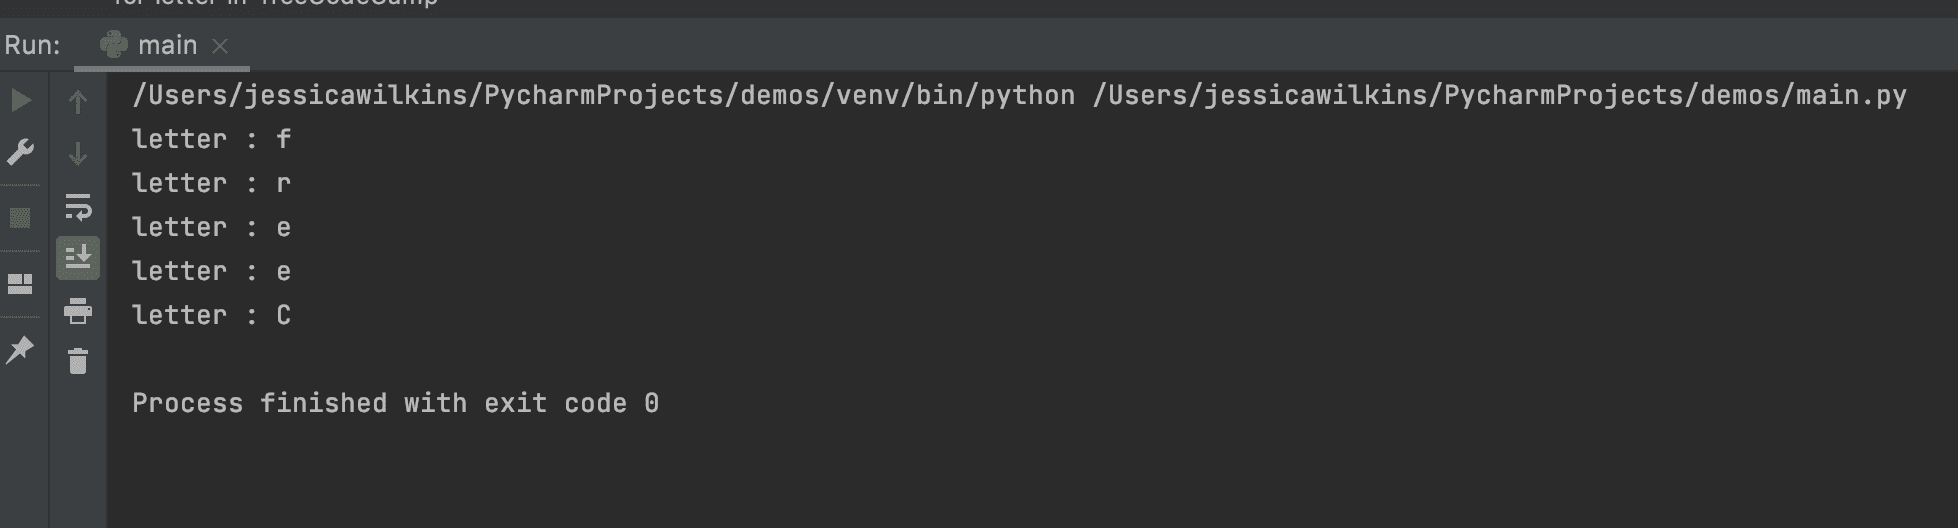 for letter in 'freeCodeCamp'
Run: main
/Users/jessicawilkins/PycharmProjects/demos/venv/bin/python /Users/jessicawilkins/PycharmProjects/demos/main.py
letter : f
letter : r
letter : e
letter : e
letter : C
Process finished with exit code 0